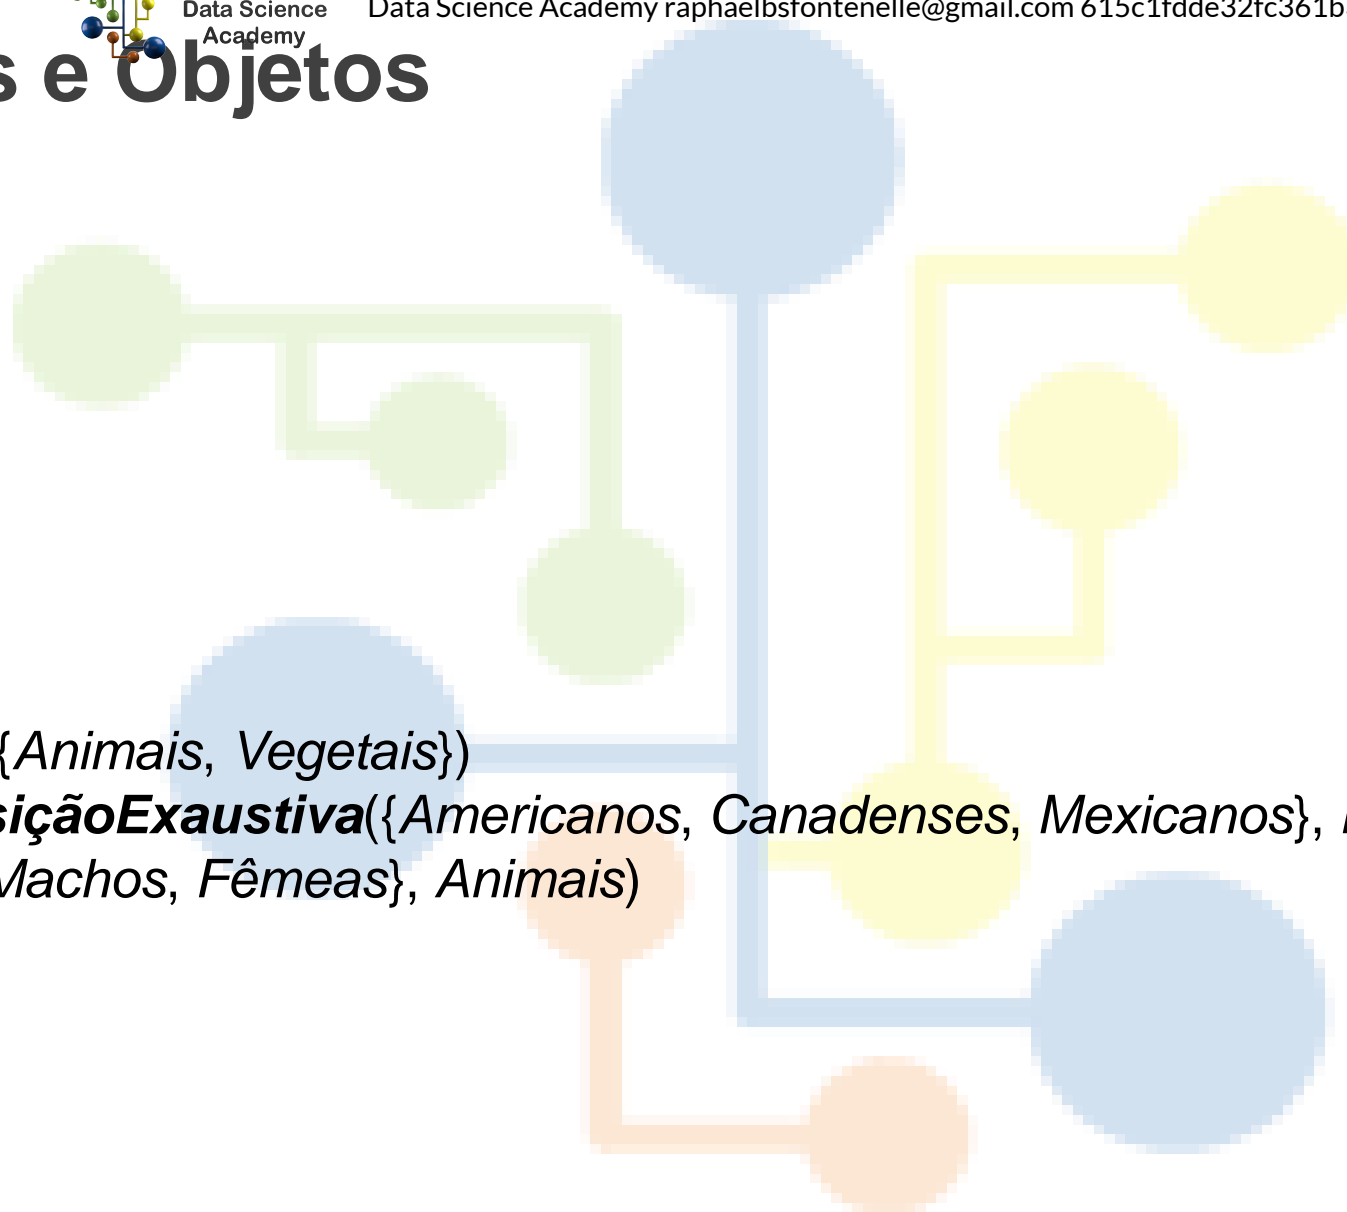 Data Science Academy raphaelbsfontenelle@gmail.com 615c1fdde32fc361b
Data Science
Academy
s e Objetos
{Animais, Vegetais})
siçãoExaustiva({Americanos, Canadenses, Mexicanos},
Machos, Fêmeas}, Animais)